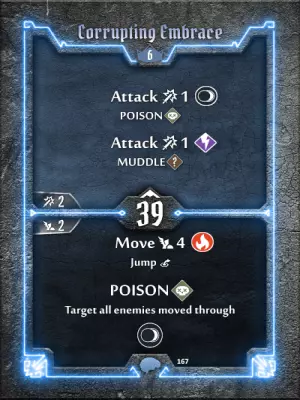 Corrupting Embrace
6
Attack 1
POISON
Attack 1
MUDDLE ?
2
39
2
Move 4
Jump
POISON
Target all enemies moved through
167